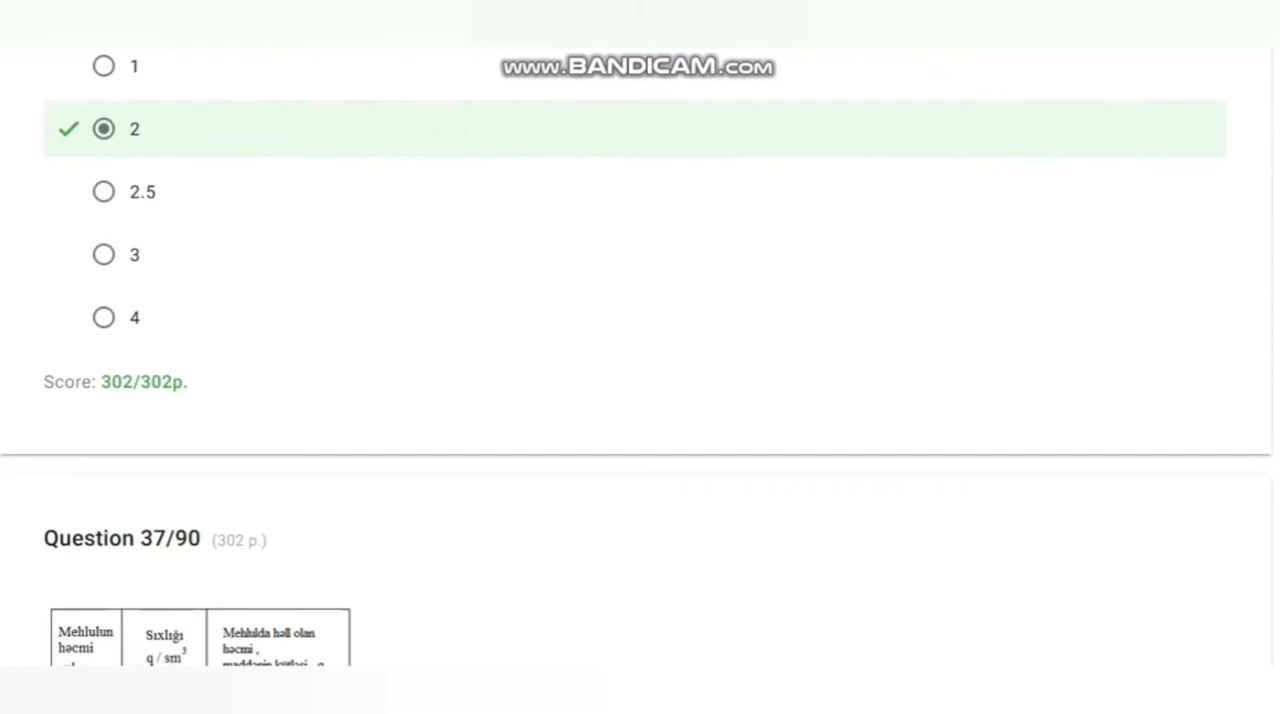 1
www.BANDICAM.COM
2
2.5
3
4
Score: 302/302p.
Question 37/90 (302 p.)
Mehlulun
həcmi
Sıxlığı
q / sm³
Mehlulda həll olan
həcmi ,